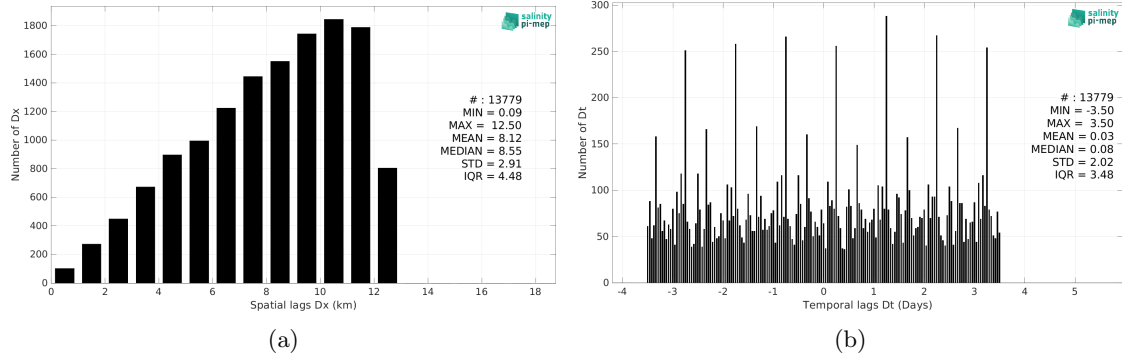 salinity
pi-mep
1800
1600
1400
1200
1000
800
600
400
200
0
Number of Dx
# : 13779
MIN = 0.09
MAX = 12.50
MEAN = 8.12
MEDIAN = 8.55
STD = 2.91
IQR = 4.48
0 2 4 6 8 10 12 14 16 18
Spatial lags Dx (km)
(a)
salinity
pi-mep
300
250
200
150
100
50
0
Number of Dt
# : 13779
MIN = -3.50
MAX = 3.50
MEAN = 0.03
MEDIAN = 0.08
STD = 2.02
IQR = 3.48
-4 -3 -2 -1 0 1 2 3 4 5
Temporal lags Dt (Days)
(b)